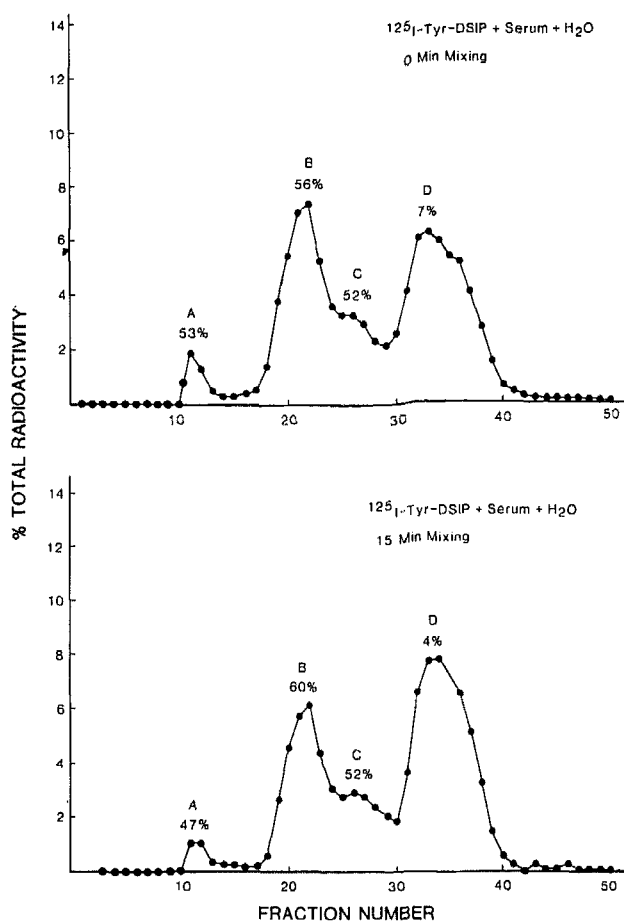 125I-Tyr-DSIP + Serum + H2O
0 Min Mixing
14
12
10
8
6
4
2
A
53%
B
56%
C
52%
D
7%
10
20
30
40
50
% TOTAL RADIOACTIVITY
125I-Tyr-DSIP + Serum + H2O
15 Min Mixing
14
12
10
8
6
4
2
A
47%
B
60%
C
52%
D
4%
10
20
30
40
50
FRACTION NUMBER